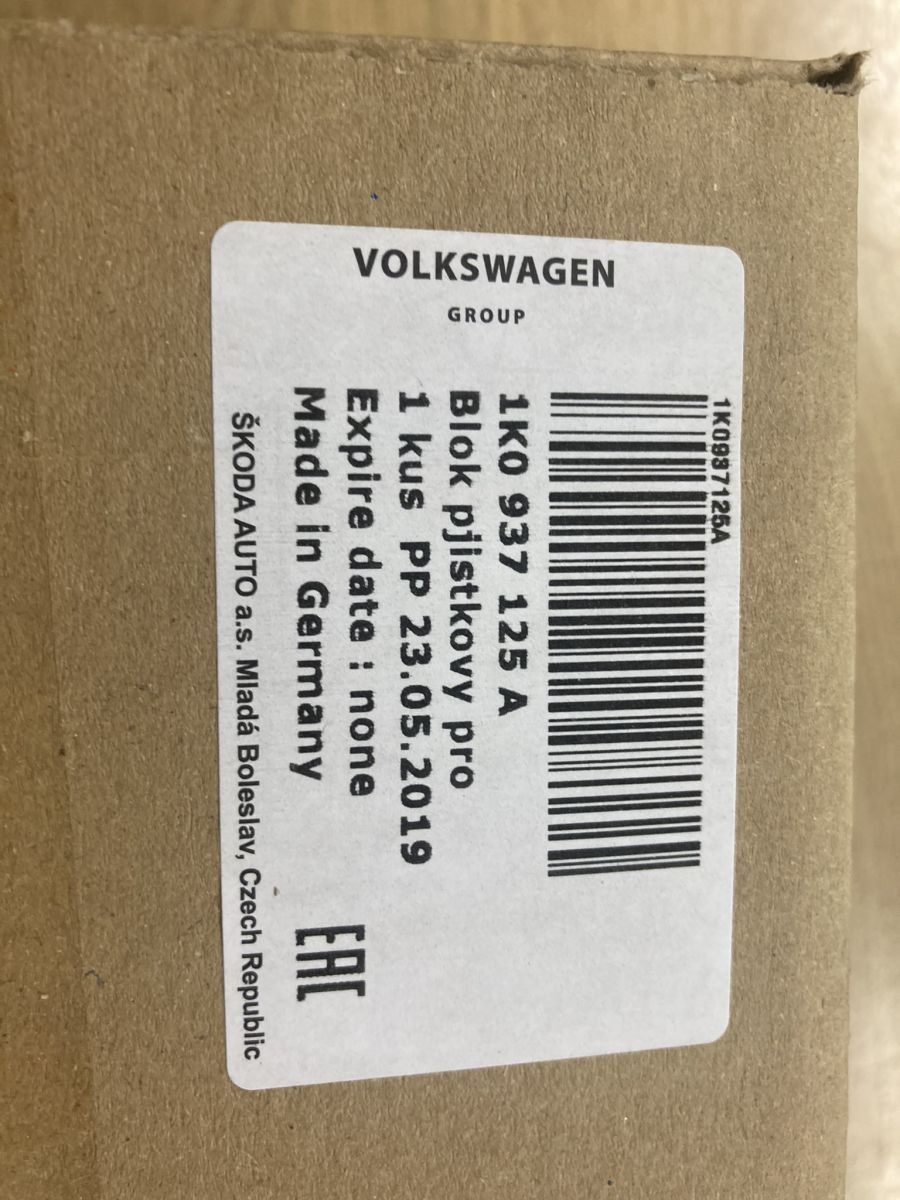 VOLKSWAGEN
GROUP
1K0937125A
1K0 937 125 A
Blok pjistkovy pro
1 kus PP 23.05.2019
Expire date : none
Made in Germany
EAC
ŠKODA AUTO a.s. Mladá Boleslav, Czech Republic